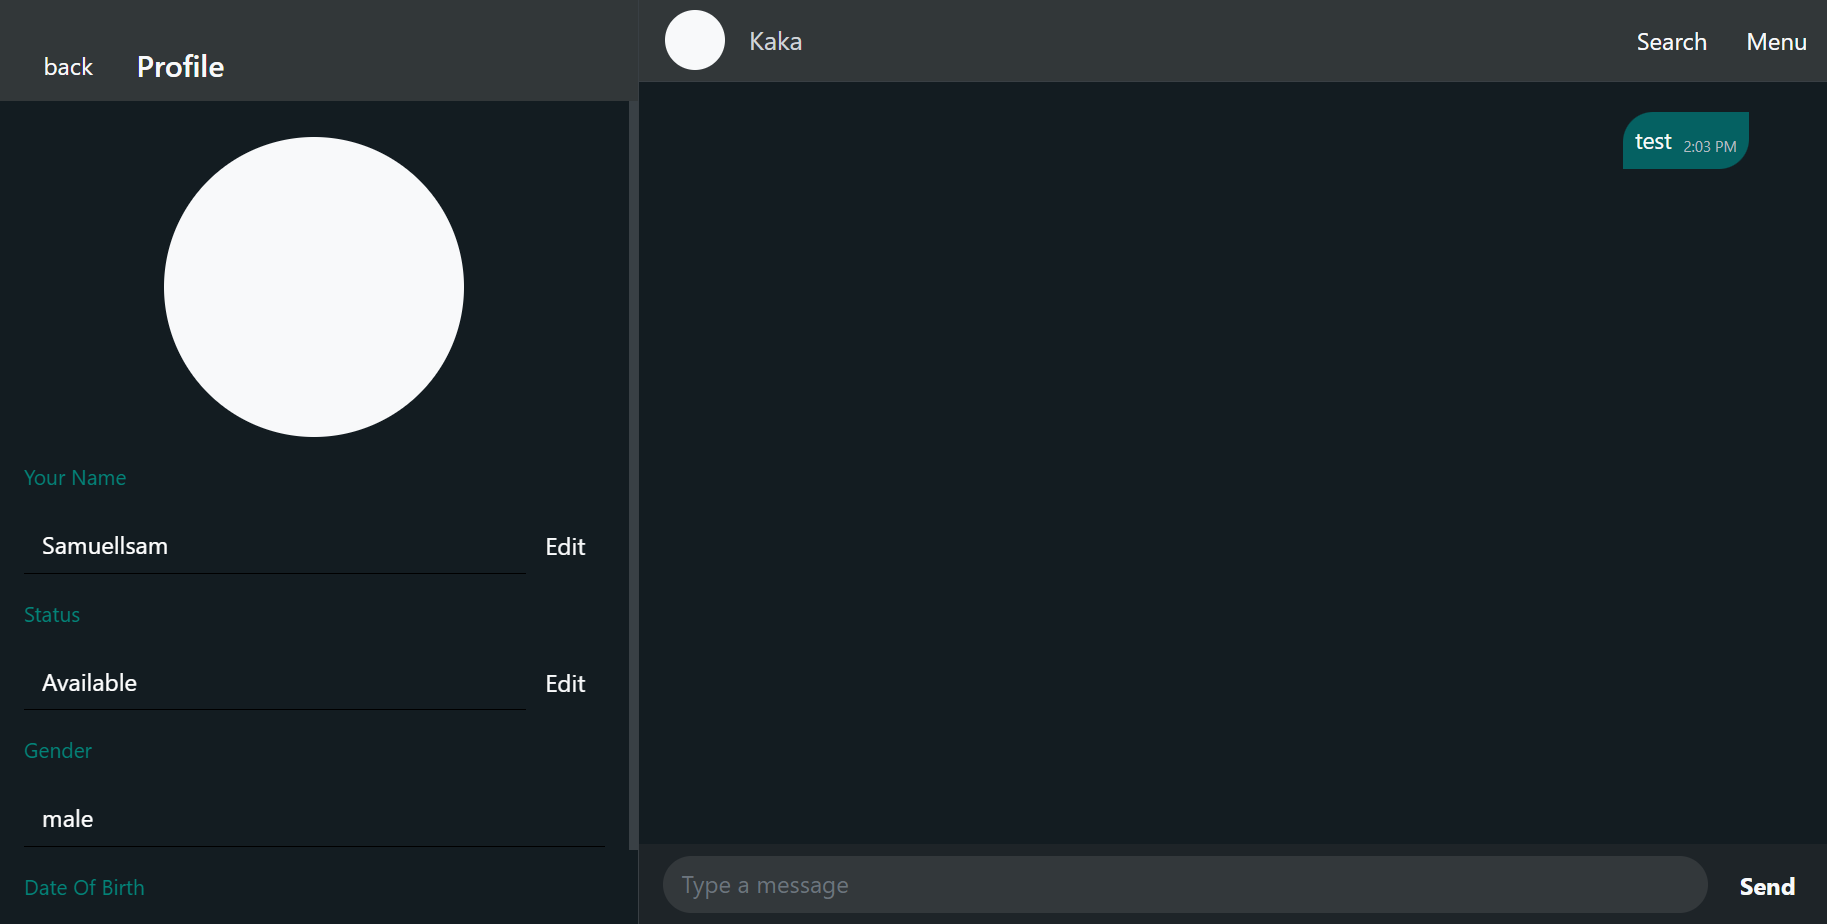 back Profile
Your Name
Samuellsam Edit
Status
Available Edit
Gender
male
Date Of Birth
Kaka Search Menu
test 2:03 PM
Type a message Send